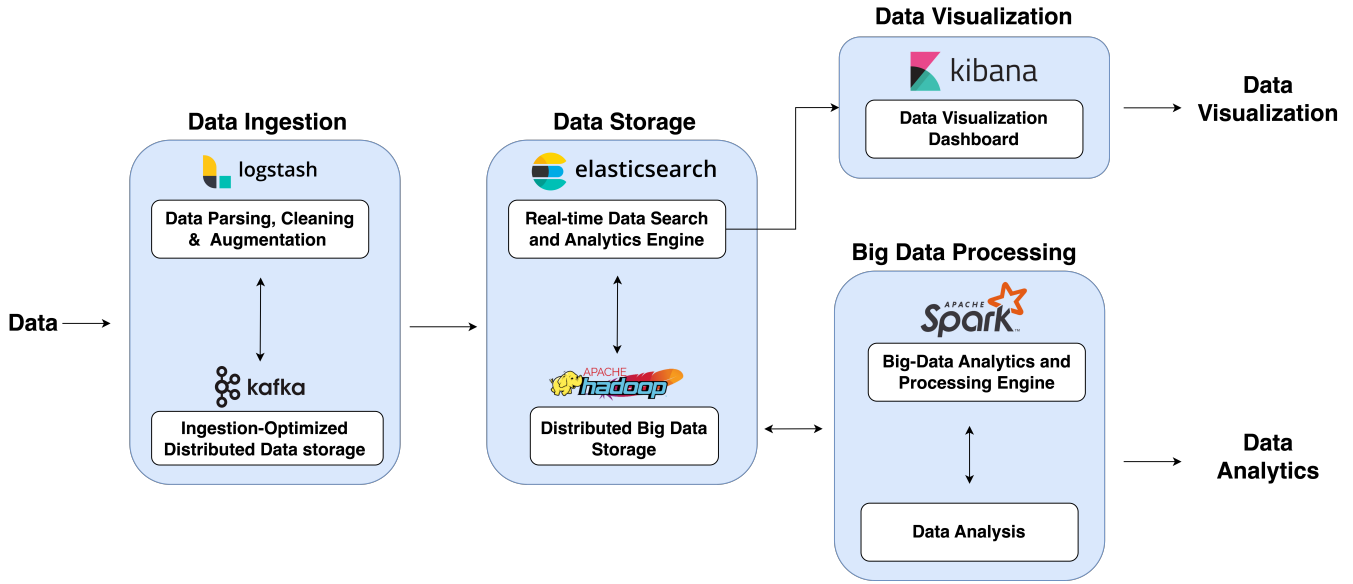 Data
Data Ingestion
logstash
Data Parsing, Cleaning
& Augmentation
kafka
Ingestion-Optimized
Distributed Data storage
Data Storage
elasticsearch
Real-time Data Search
and Analytics Engine
APACHE
hadoop
Distributed Big Data
Storage
Data Visualization
kibana
Data Visualization
Dashboard
Data
Visualization
Big Data Processing
APACHE
Spark™
Big-Data Analytics and
Processing Engine
Data Analysis
Data
Analytics